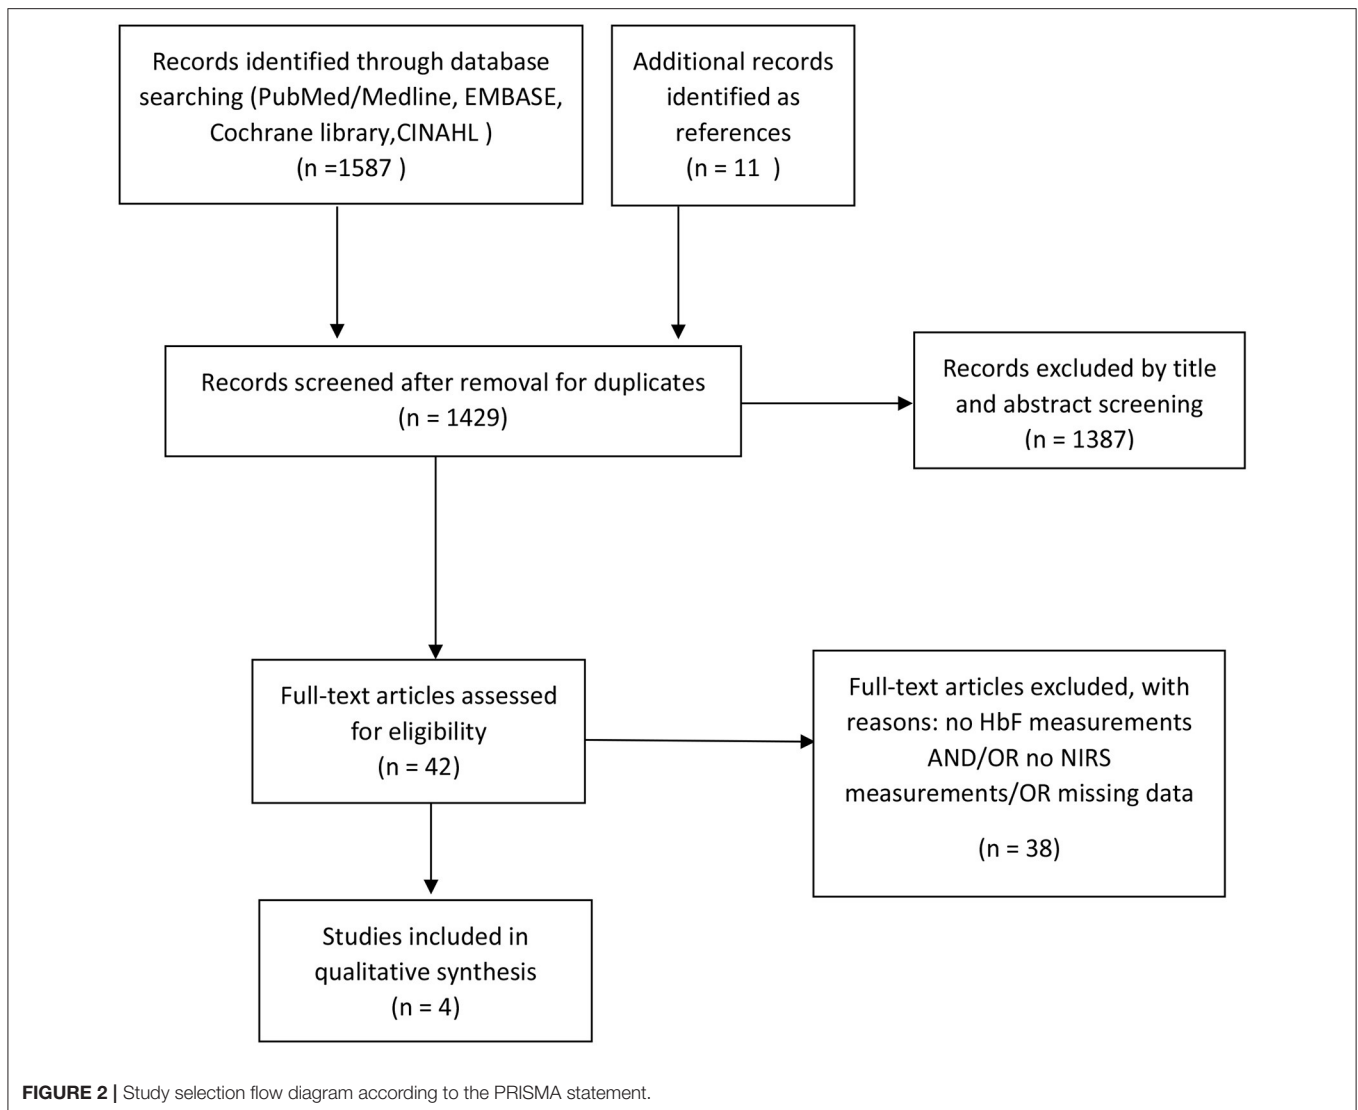 Records identified through database
searching (PubMed/Medline, EMBASE,
Cochrane library,CINAHL )
(n =1587 )
Additional records
identified as
references
(n = 11  )
Records screened after removal for duplicates
(n = 1429)
Records excluded by title
and abstract screening
(n = 1387)
Full-text articles assessed
for eligibility
(n = 42)
Full-text articles excluded, with
reasons: no HbF measurements
AND/OR no NIRS
measurements/OR missing data
(n = 38)
Studies included in
qualitative synthesis
(n = 4)
FIGURE 2 | Study selection flow diagram according to the PRISMA statement.